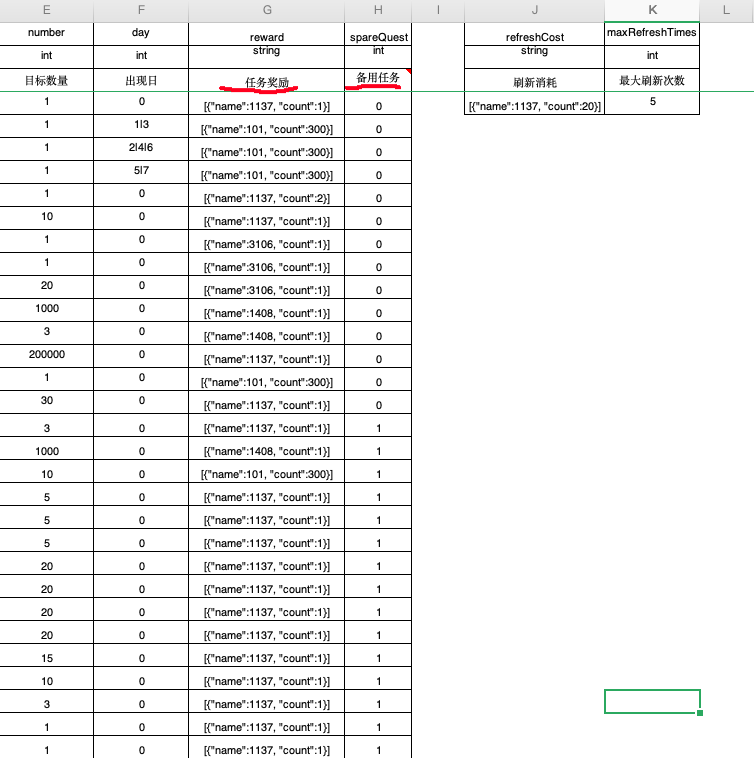 E F G H I J K L
number day reward spareQuest refreshCost maxRefreshTimes
int int string int string int
目标数量 出现日 任务奖励 备用任务 刷新消耗 最大刷新次数
1 0 [{"name":1137, "count":1}] 0 [{"name":1137, "count":20}] 5
1 1|3 [{"name":101, "count":300}] 0
1 2|4|6 [{"name":101, "count":300}] 0
1 5|7 [{"name":101, "count":300}] 0
1 0 [{"name":1137, "count":2}] 0
10 0 [{"name":1137, "count":1}] 0
1 0 [{"name":3106, "count":1}] 0
1 0 [{"name":3106, "count":1}] 0
20 0 [{"name":3106, "count":1}] 0
1000 0 [{"name":1408, "count":1}] 0
3 0 [{"name":1408, "count":1}] 0
200000 0 [{"name":1137, "count":1}] 0
1 0 [{"name":101, "count":300}] 0
30 0 [{"name":1137, "count":1}] 0
3 0 [{"name":1137, "count":1}] 1
1000 0 [{"name":1408, "count":1}] 1
10 0 [{"name":101, "count":300}] 1
5 0 [{"name":1137, "count":1}] 1
5 0 [{"name":1137, "count":1}] 1
5 0 [{"name":1137, "count":1}] 1
20 0 [{"name":1137, "count":1}] 1
20 0 [{"name":1137, "count":1}] 1
20 0 [{"name":1137, "count":1}] 1
20 0 [{"name":1137, "count":1}] 1
15 0 [{"name":1137, "count":1}] 1
10 0 [{"name":1137, "count":1}] 1
3 0 [{"name":1137, "count":1}] 1
1 0 [{"name":1137, "count":1}] 1
1 0 [{"name":1137, "count":1}] 1